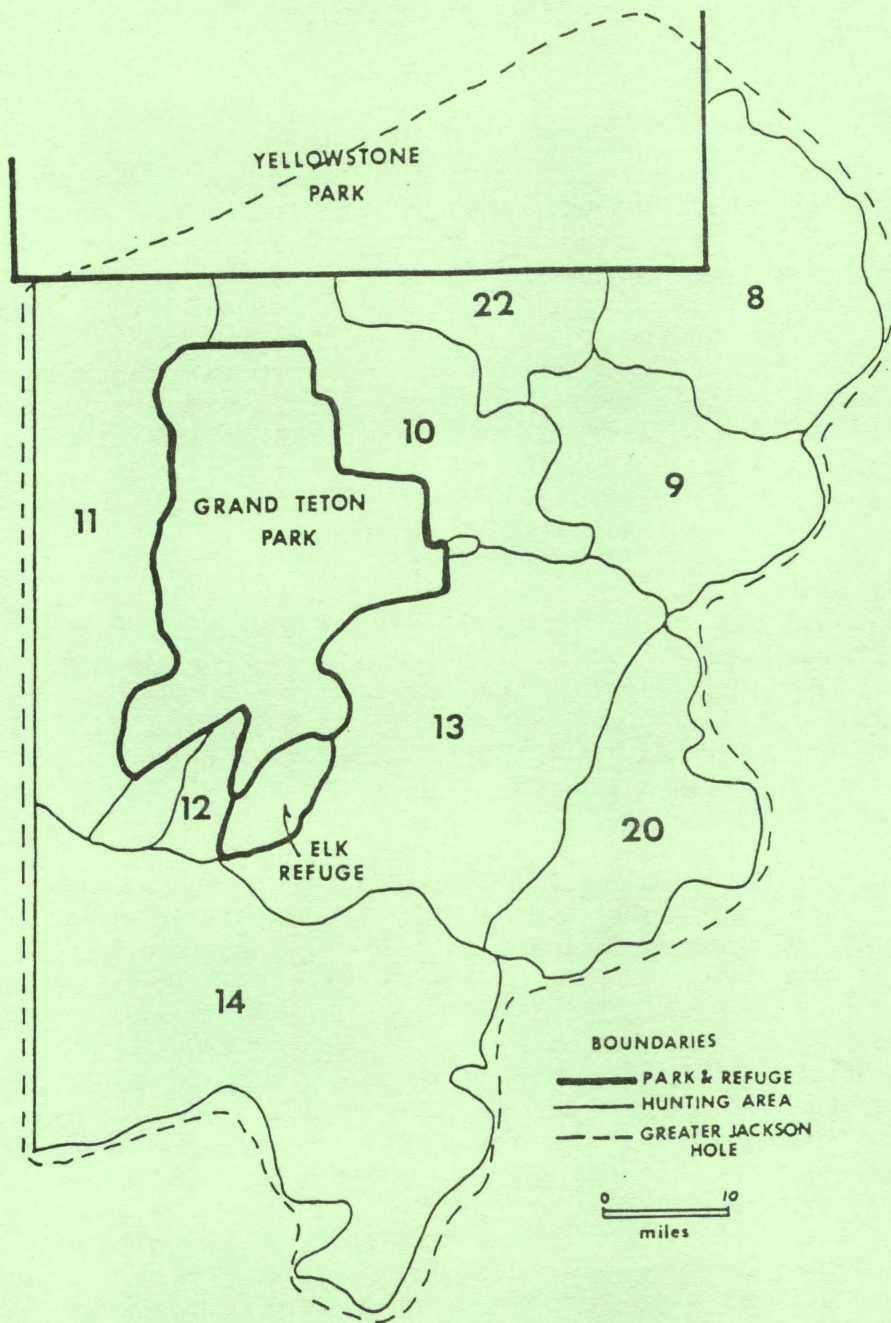 YELLOWSTONE
PARK
22
8
10
9
11
GRAND TETON
PARK
13
12
20
ELK
REFUGE
14
BOUNDARIES
PARK & REFUGE
HUNTING AREA
GREATER JACKSON
HOLE
0 10
miles